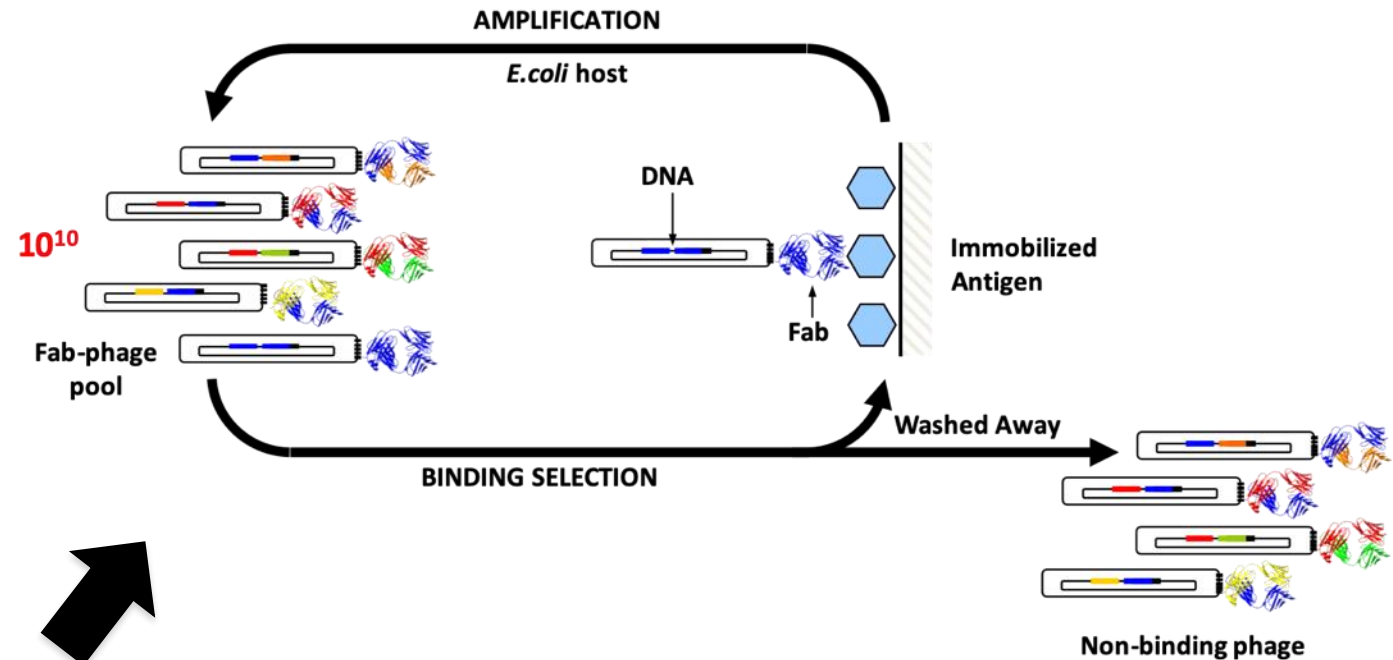 AMPLIFICATION
E.coli host
DNA
10¹⁰
Immobilized
Antigen
Fab
Fab-phage
pool
Washed Away
BINDING SELECTION
Non-binding phage